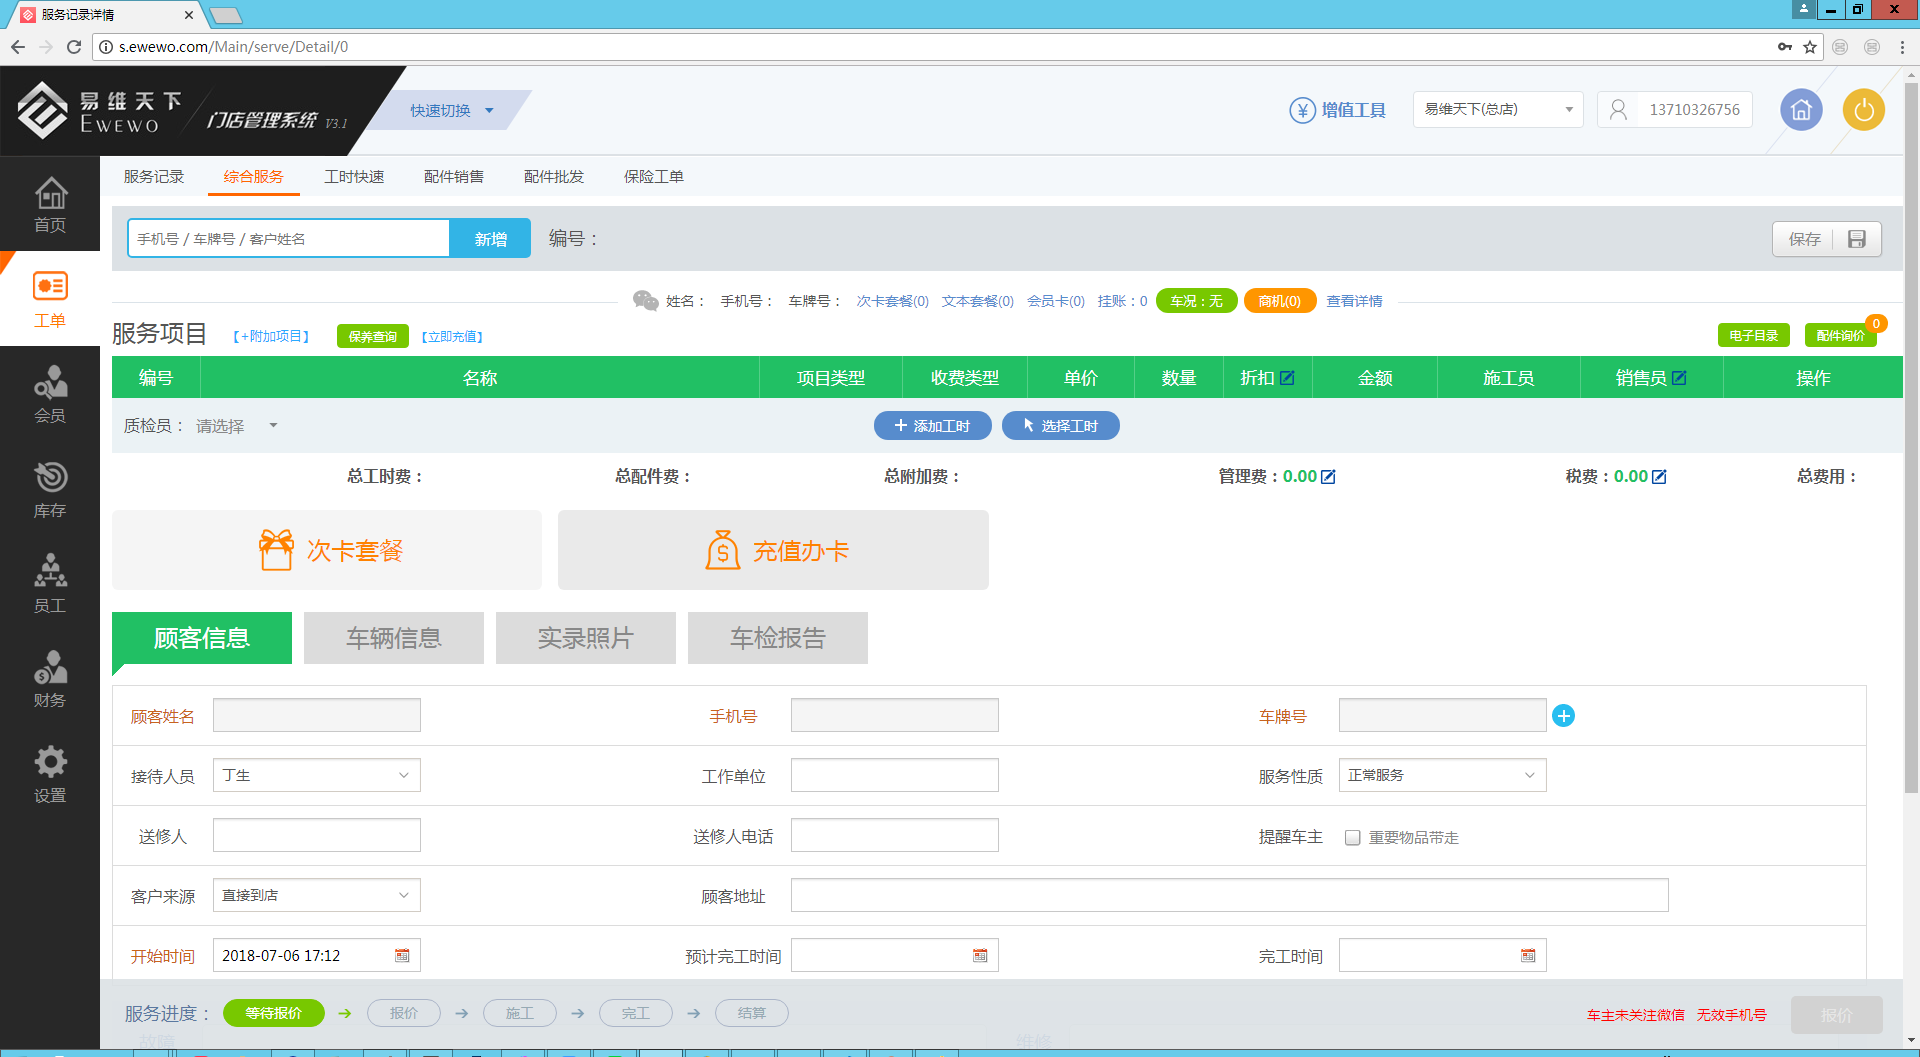 服务记录详情
s.ewewo.com/Main/serve/Detail/0
易维天下
EWEWO
门店管理系统 V3.1
快速切换
增值工具
易维天下(总店)
13710326756
服务记录 综合服务 工时快速 配件销售 配件批发 保险工单
首页
工单
会员
库存
员工
财务
设置
手机号 / 车牌号 / 客户姓名
新增
编号：
保存
姓名： 手机号： 车牌号： 次卡套餐(0) 文本套餐(0) 会员卡(0) 挂账：0 车况：无 商机(0) 查看详情
服务项目 【+附加项目】 保养查询 【立即充值】 电子目录 配件询价 0
编号 名称 项目类型 收费类型 单价 数量 折扣 金额 施工员 销售员 操作
质检员： 请选择 添加工时 选择工时
总工时费： 总配件费： 总附加费： 管理费：0.00 税费：0.00 总费用：
次卡套餐 充值办卡
顾客信息 车辆信息 实录照片 车检报告
顾客姓名 手机号 车牌号
接待人员 丁生 工作单位 服务性质 正常服务
送修人 送修人电话 提醒车主 重要物品带走
客户来源 直接到店 顾客地址
开始时间 2018-07-06 17:12 预计完工时间 完工时间
服务进度： 等待报价 报价 施工 完工 结算 车主未关注微信 无效手机号 报价
故障 维修